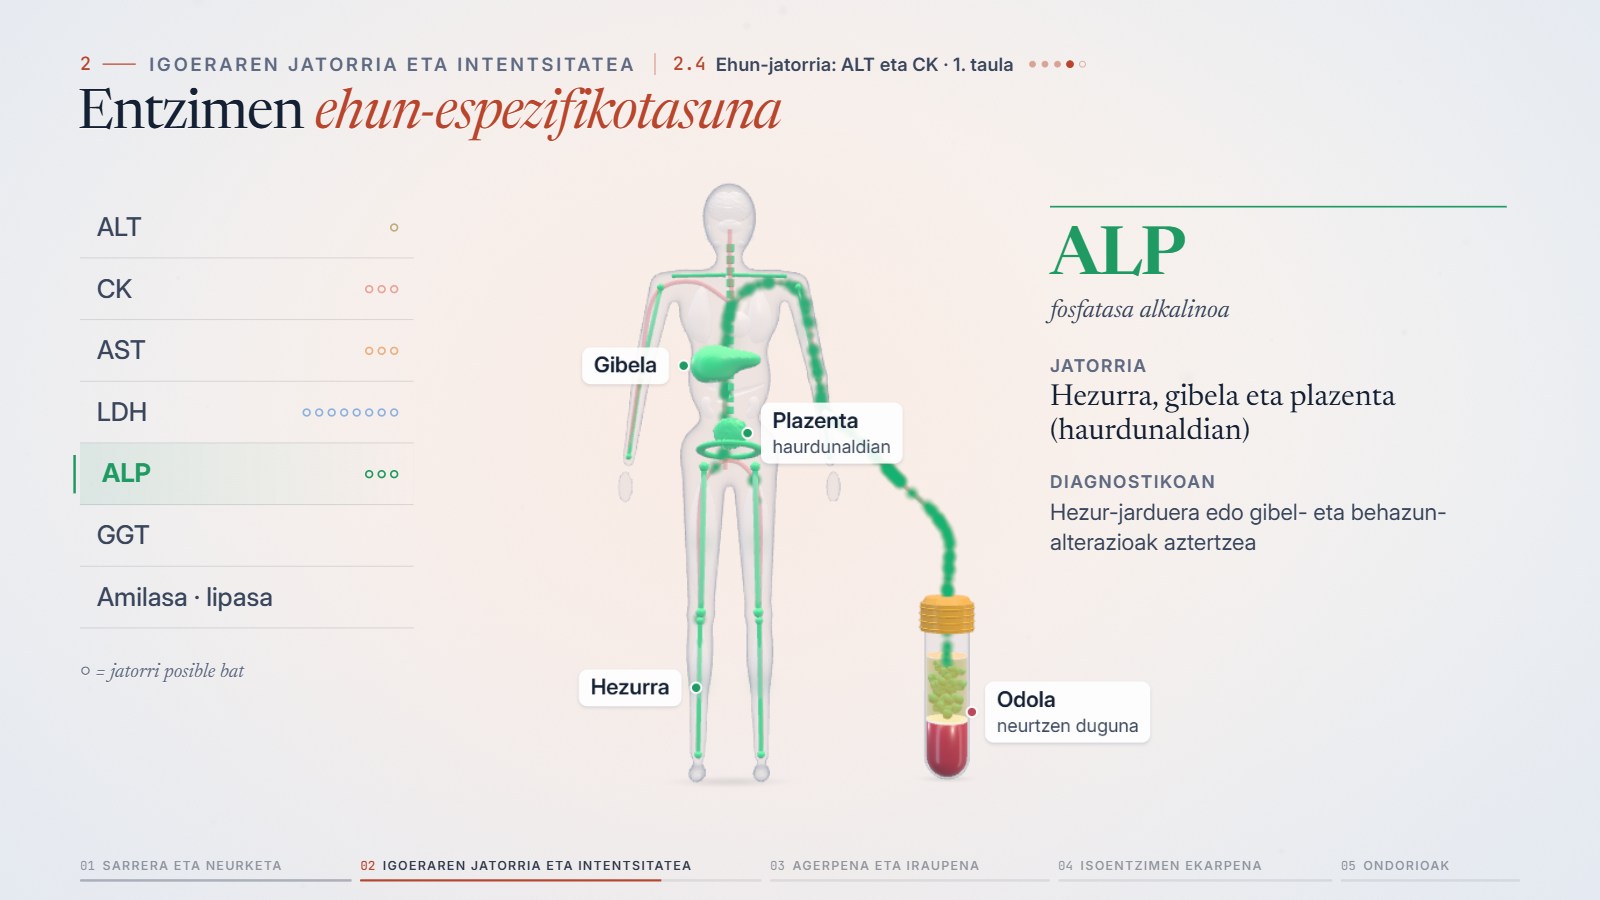 2 — IGOERAREN JATORRIA ETA INTENTSITATEA | 2.4 Ehun-jatorria: ALT eta CK · 1. taula
Entzimen ehun-espezifikotasuna
ALT
CK
AST
LDH
ALP
GGT
Amilasa · lipasa
= jatorri posible bat
Gibela
Plazenta
haurdunaldian
Hezurra
Odola
neurtzen duguna
ALP
fosfatasa alkalinoa
JATORRIA
Hezurra, gibela eta plazenta
(haurdunaldian)
DIAGNOSTIKOAN
Hezur-jarduera edo gibel- eta behazun-
alterazioak aztertzea
01 SARRERA ETA NEURKETA
02 IGOERAREN JATORRIA ETA INTENTSITATEA
03 AGERPENA ETA IRAUPENA
04 ISOENTZIMEN EKARPENA
05 ONDORIOAK